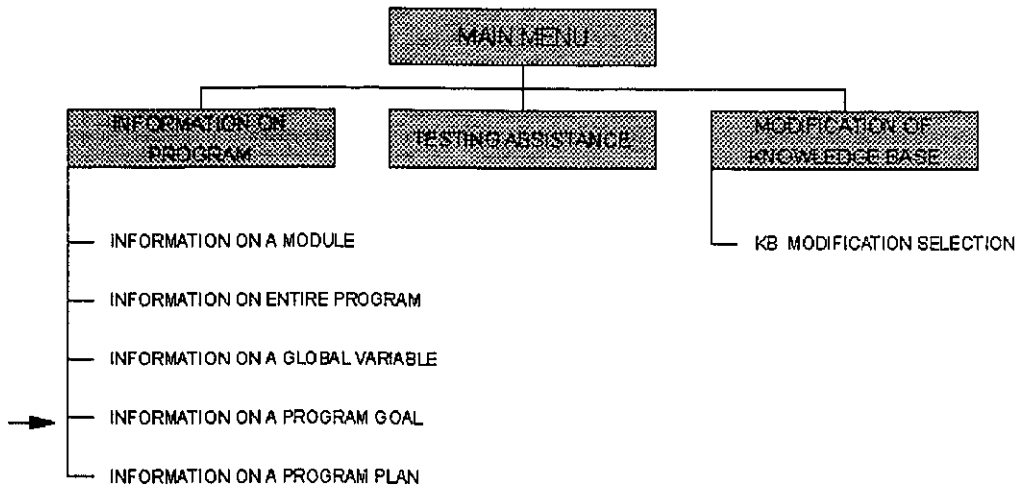 MAIN MENU
INFORMATION ON
PROGRAM
TESTING ASSISTANCE
MODIFICATION OF
KNOWLEDGE BASE
INFORMATION ON A MODULE
INFORMATION ON ENTIRE PROGRAM
INFORMATION ON A GLOBAL VARIABLE
INFORMATION ON A PROGRAM GOAL
INFORMATION ON A PROGRAM PLAN
KB MODIFICATION SELECTION